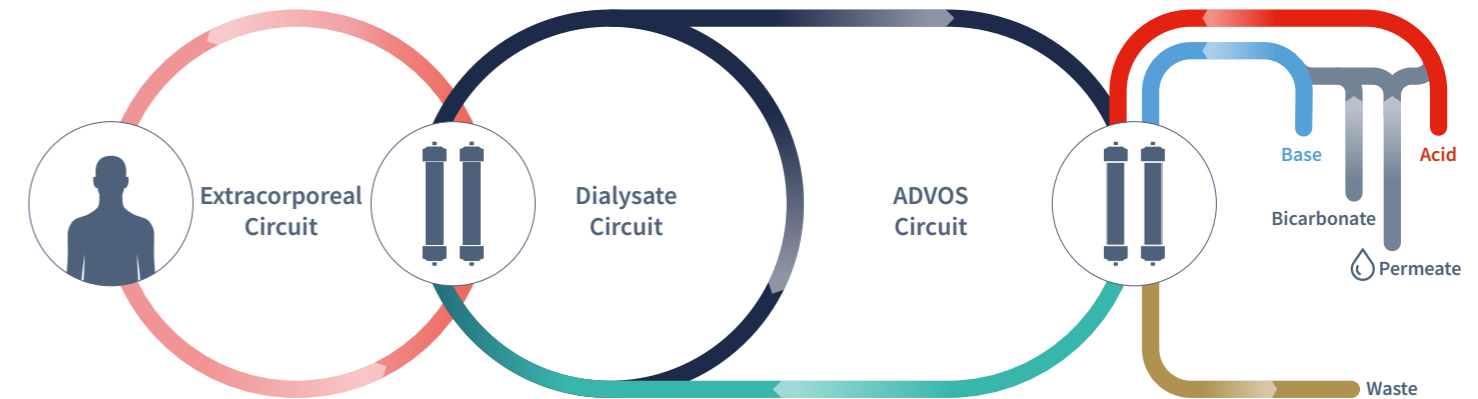 Extracorporeal
Circuit
Dialysate
Circuit
ADVOS
Circuit
Base
Acid
Bicarbonate
Permeate
Waste